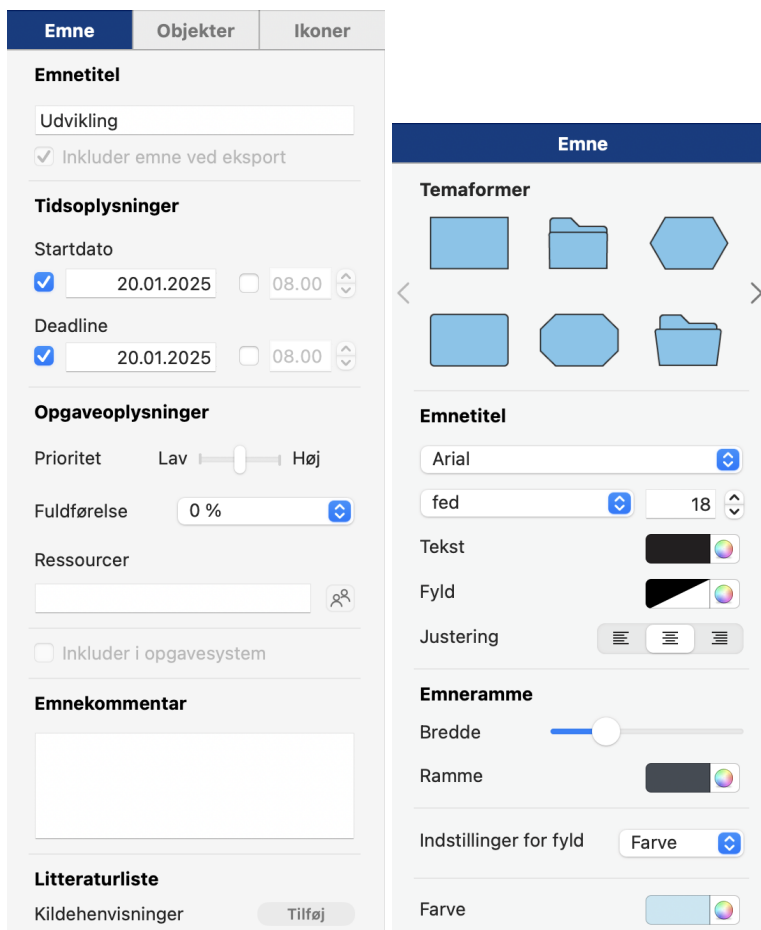 Emne Objekter Ikoner
Emnetitel
Udvikling
Inkluder emne ved eksport
Tidsoplysninger
Startdato
20.01.2025 08.00
Deadline
20.01.2025 08.00
Opgaveoplysninger
Prioritet Lav Høj
Fuldførelse 0 %
Ressourcer
Inkluder i opgavesystem
Emnekommentar
Litteraturliste
Kildehenvisninger Tilføj
Emne
Temaformer
Emnetitel
Arial
fed 18
Tekst
Fyld
Justering
Emneramme
Bredde
Ramme
Indstillinger for fyld Farve
Farve